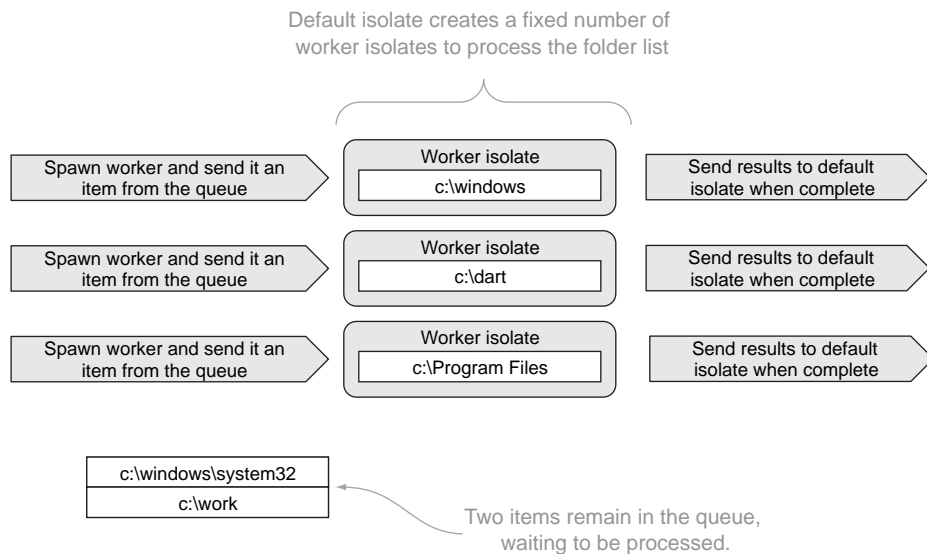 Default isolate creates a fixed number of
worker isolates to process the folder list
Spawn worker and send it an
item from the queue
Worker isolate
c:\windows
Send results to default
isolate when complete
Spawn worker and send it an
item from the queue
Worker isolate
c:\dart
Send results to default
isolate when complete
Spawn worker and send it an
item from the queue
Worker isolate
c:\Program Files
Send results to default
isolate when complete
c:\windows\system32
c:\work
Two items remain in the queue,
waiting to be processed.